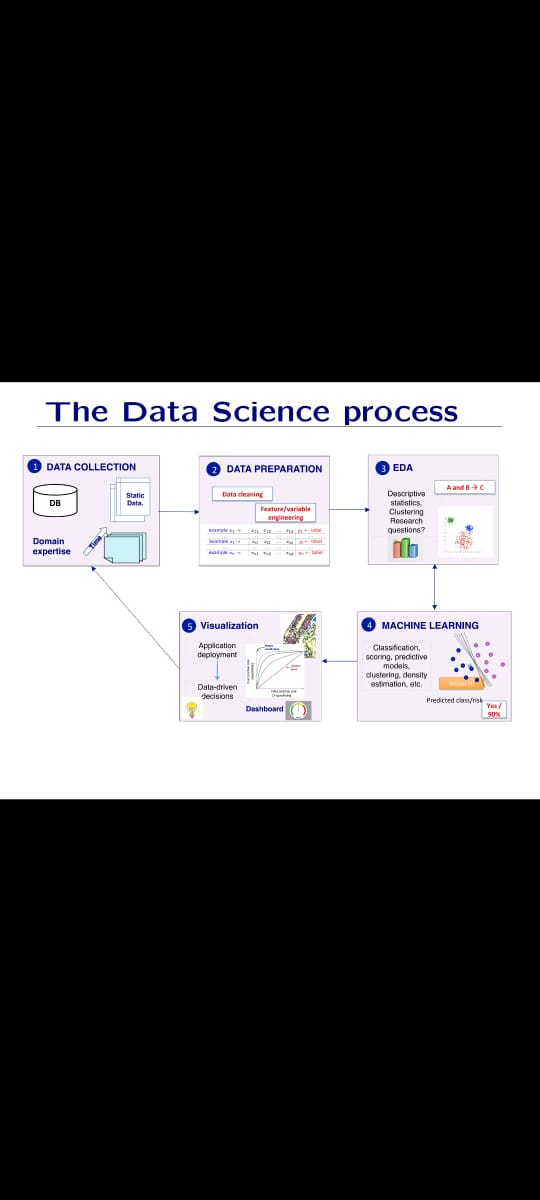 The Data Science process
1 DATA COLLECTION
DB
Static
Data.
Domain
expertise
Time
2 DATA PREPARATION
Data cleaning
Feature/variable
engineering
3 EDA
Descriptive
statistics,
Clustering
Research
questions?
A and B → C
4 MACHINE LEARNING
Classification,
scoring, predictive
models,
clustering, density
estimation, etc.
Predicted class/risk
Yes /
90%
5 Visualization
Application
deployment
Data-driven
decisions
Dashboard